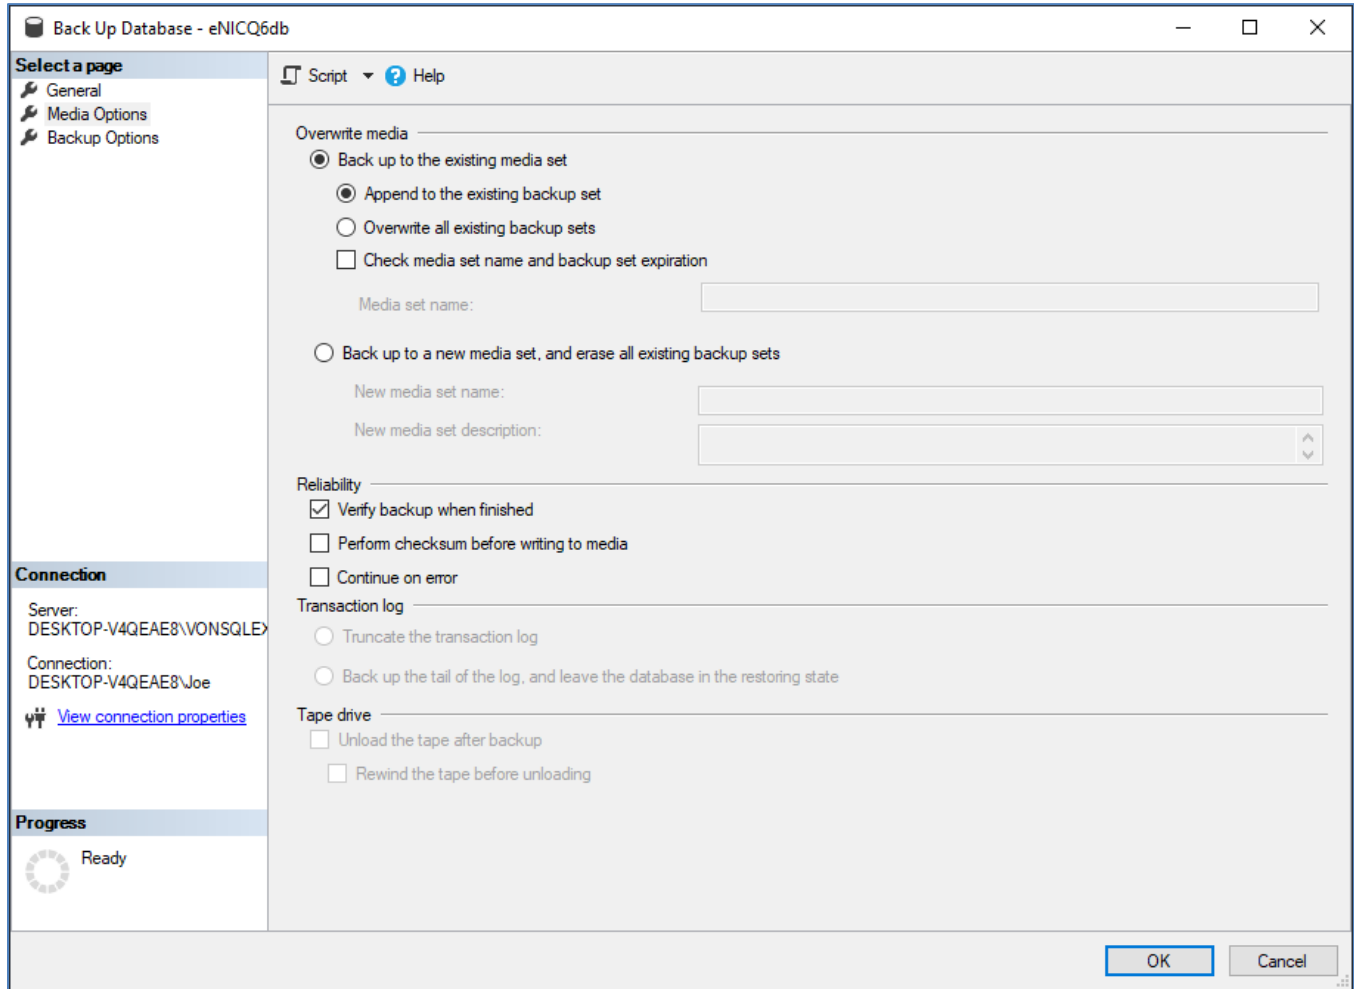 Back Up Database - eNICQ6db
Select a page
General
Media Options
Backup Options
Script
Help
Overwrite media
Back up to the existing media set
Append to the existing backup set
Overwrite all existing backup sets
Check media set name and backup set expiration
Media set name:
Back up to a new media set, and erase all existing backup sets
New media set name:
New media set description:
Reliability
Verify backup when finished
Perform checksum before writing to media
Continue on error
Transaction log
Truncate the transaction log
Back up the tail of the log, and leave the database in the restoring state
Tape drive
Unload the tape after backup
Rewind the tape before unloading
Connection
Server:
DESKTOP-V4QEAE8\VONSQLEX
Connection:
DESKTOP-V4QEAE8\Joe
View connection properties
Progress
Ready
OK
Cancel